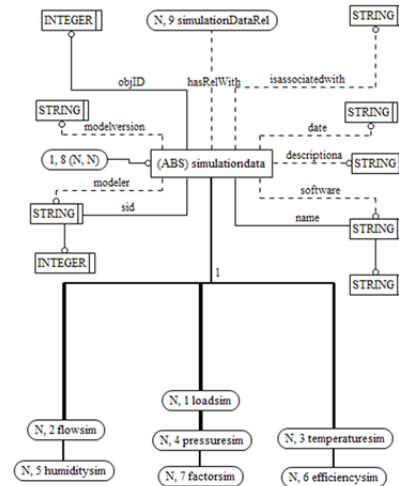 INTEGER
N, 9 simulationDataRel
STRING
objID
hasRelWith
isassociatedwith
STRING
modelversion
date
STRING
1, 8 (N, N)
(ABS) simulationdata
descriptiona
STRING
modeler
software
STRING
sid
name
STRING
INTEGER
STRING
1
N, 1 loadsim
N, 2 flowsim
N, 4 pressuresim
N, 3 temperaturesim
N, 5 humiditysim
N, 7 factorsim
N, 6 efficiencysim